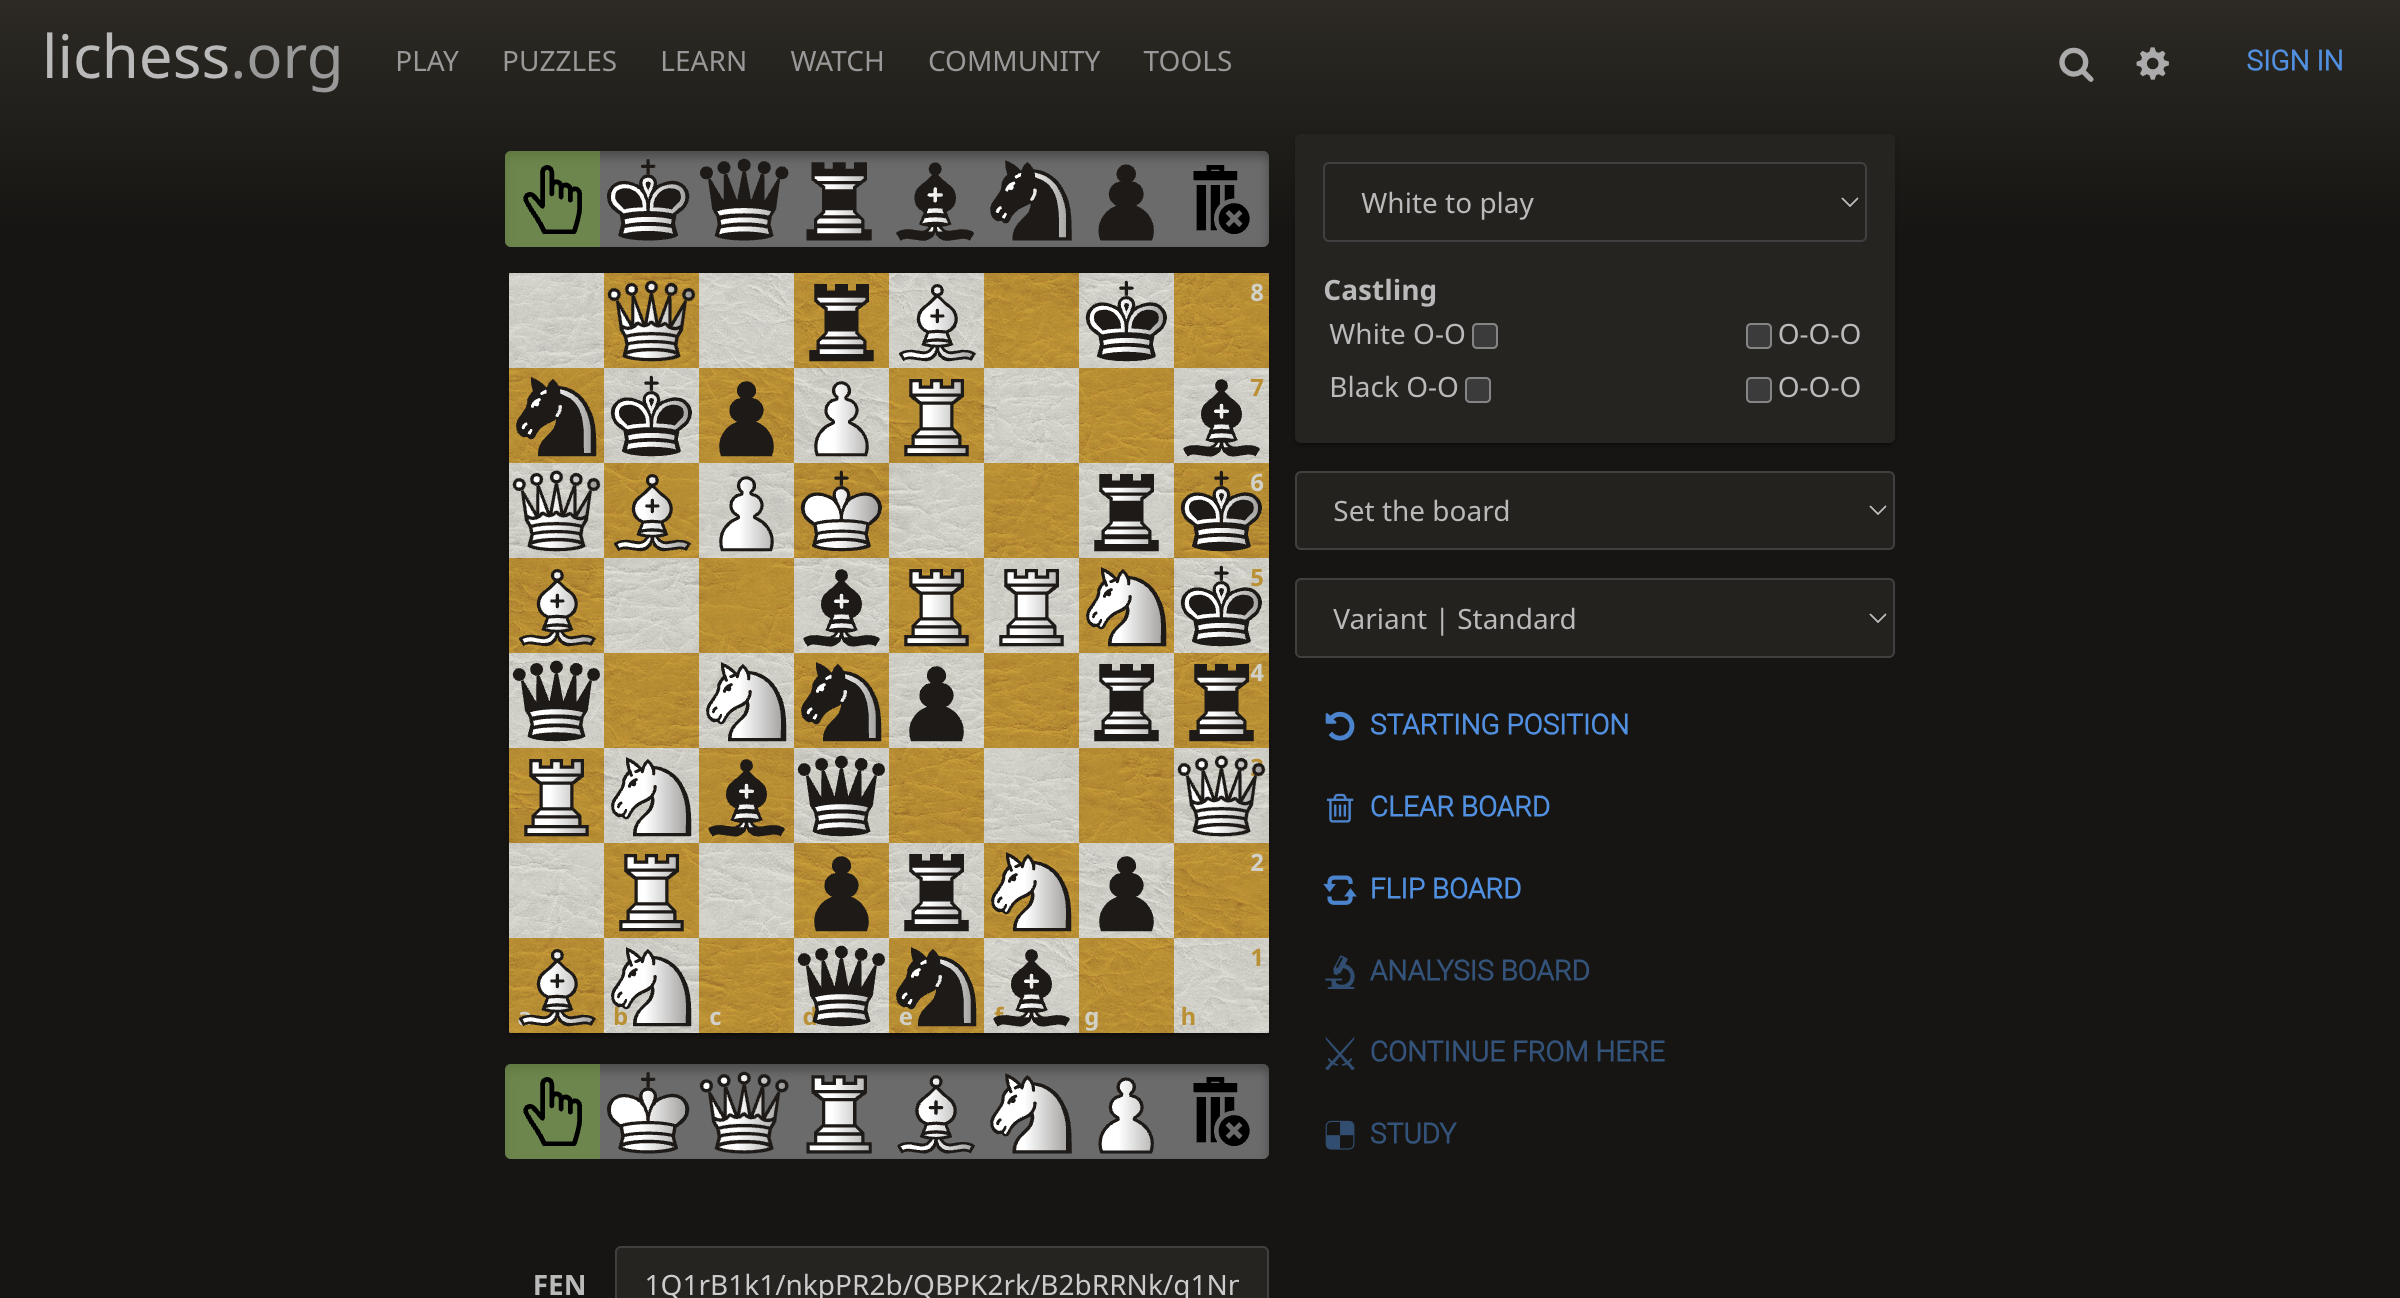 lichess.org PLAY PUZZLES LEARN WATCH COMMUNITY TOOLS SIGN IN
White to play
Castling
White O-O O-O-O
Black O-O O-O-O
Set the board
Variant | Standard
STARTING POSITION
CLEAR BOARD
FLIP BOARD
ANALYSIS BOARD
CONTINUE FROM HERE
STUDY
8
7
6
5
4
3
2
1
a b c d e f g h
FEN 1Q1rB1k1/nkpPR2b/QBPK2rk/B2bRRNk/q1Nr